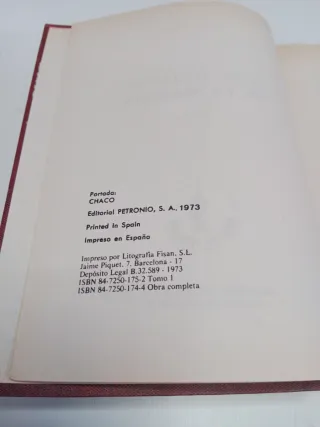 Portada:
CHACO
Editorial PETRONIO, S. A., 1973
Printed in Spain
Impreso en España
Impreso por Litografía Fisan, S.L.
Jaime Piquet, 7. Barcelona - 17
Depósito Legal B. 32.589 - 1973
ISBN 84-7250-175-2 Tomo 1
ISBN 84-7250-174-4 Obra completa